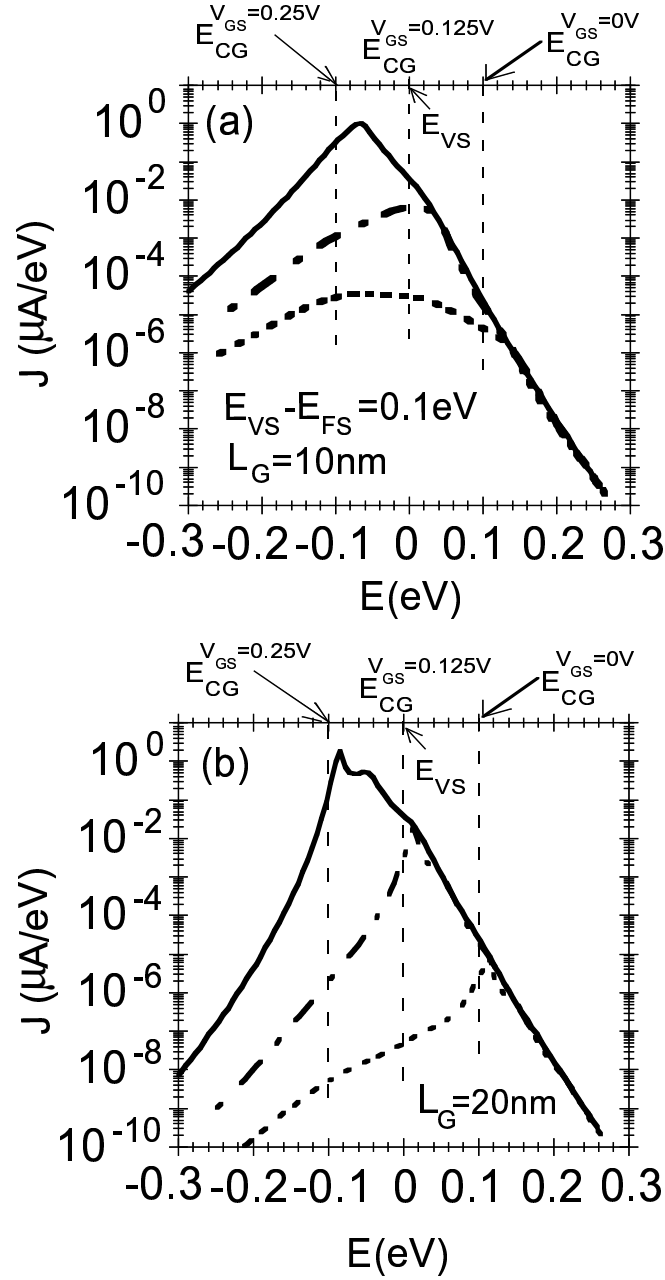 E_CG^V_GS=0.25V E_CG^V_GS=0.125V E_CG^V_GS=0V
(a)
E_VS
10^0
10^-2
10^-4
10^-6
10^-8
10^-10
J (µA/eV)
E_VS-E_FS=0.1eV
L_G=10nm
-0.3 -0.2 -0.1 0 0.1 0.2 0.3
E(eV)
E_CG^V_GS=0.25V E_CG^V_GS=0.125V E_CG^V_GS=0V
(b)
E_VS
10^0
10^-2
10^-4
10^-6
10^-8
10^-10
J (µA/eV)
L_G=20nm
-0.3 -0.2 -0.1 0 0.1 0.2 0.3
E(eV)